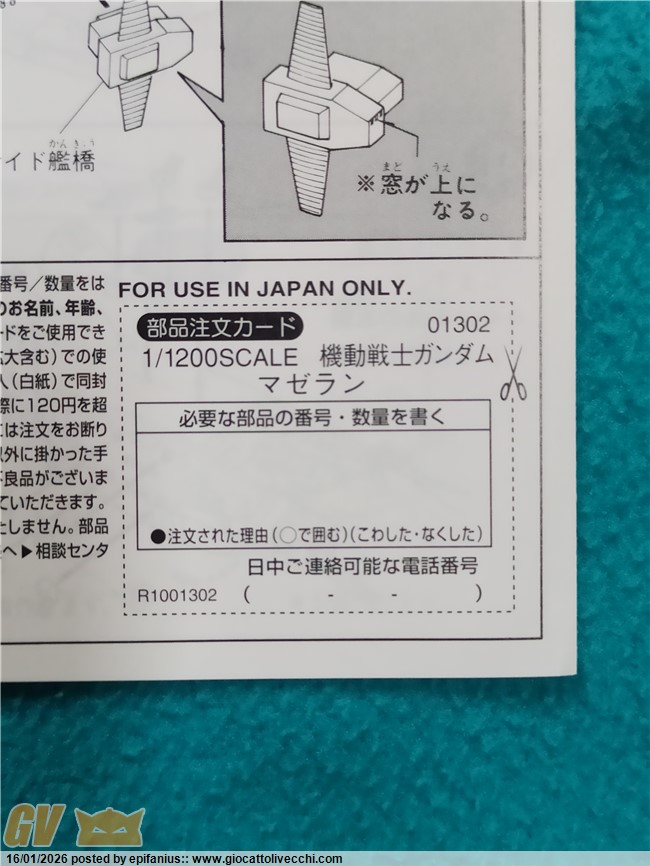 イド艦橋
かんきょう
※窓が上に
まど
うえ
なる。
番号／数量をは
のお名前、年齢、
ードをご使用でき
大含む）での使
人（白紙）で同封
際に120円を超
には注文をお断り
以外に掛かった手
不良品がございま
ていただきます。
たしません。部品
へ▶相談センタ
FOR USE IN JAPAN ONLY.
部品注文カード
01302
1/1200SCALE 機動戦士ガンダム
マゼラン
必要な部品の番号・数量を書く
●注文された理由(○で囲む)(こわした・なくした)
日中ご連絡可能な電話番号
R1001302 ( - - )
GV
16/01/2026 posted by epifanius:: www.giocattolivecchi.com